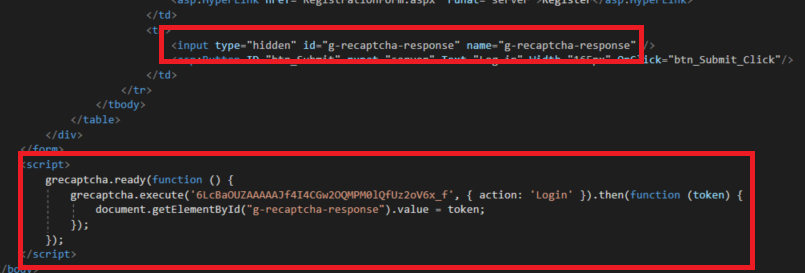 <asp:HyperLink href="RegistrationForm.aspx" runat="server">Register</asp:HyperLink>
</td>
<input type="hidden" id="g-recaptcha-response" name="g-recaptcha-response" />
<asp:Button ID="btn_Submit" runat="server" Text="Log in" Width="165px" OnClick="btn_Submit_Click"/>
</td>
</tr>
</tbody>
</table>
</div>
</form>
<script>
grecaptcha.ready(function () {
grecaptcha.execute('6LcBaOUZAAAAAJf4I4CGw2OQMPM0lQfUz2oV6x_f', { action: 'Login' }).then(function (token) {
document.getElementById("g-recaptcha-response").value = token;
});
});
</script>
/body>